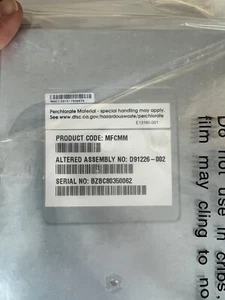 Perchlorate Material - special handling may apply.
See www.dtsc.ca.gov/hazardouswaste/perchlorate
PRODUCT CODE: MFCMM
ALTERED ASSEMBLY NO: D91226-002
SERIAL NO: BZBC80350062
Do not
use in
cribs.
film may
cling to
no